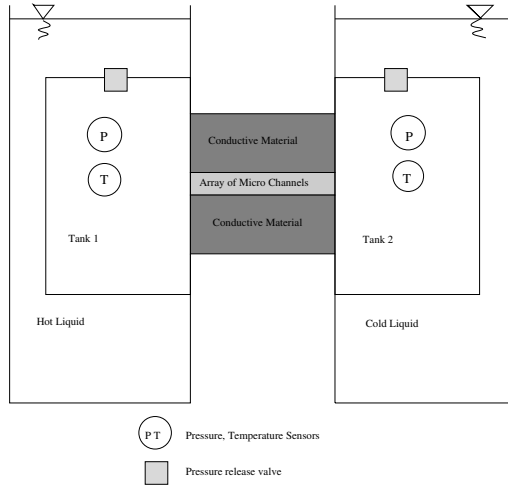 P
P
Conductive Material
T
T
Array of Micro Channels
Conductive Material
Tank 1
Tank 2
Hot Liquid
Cold Liquid
P T Pressure, Temperature Sensors
Pressure release valve